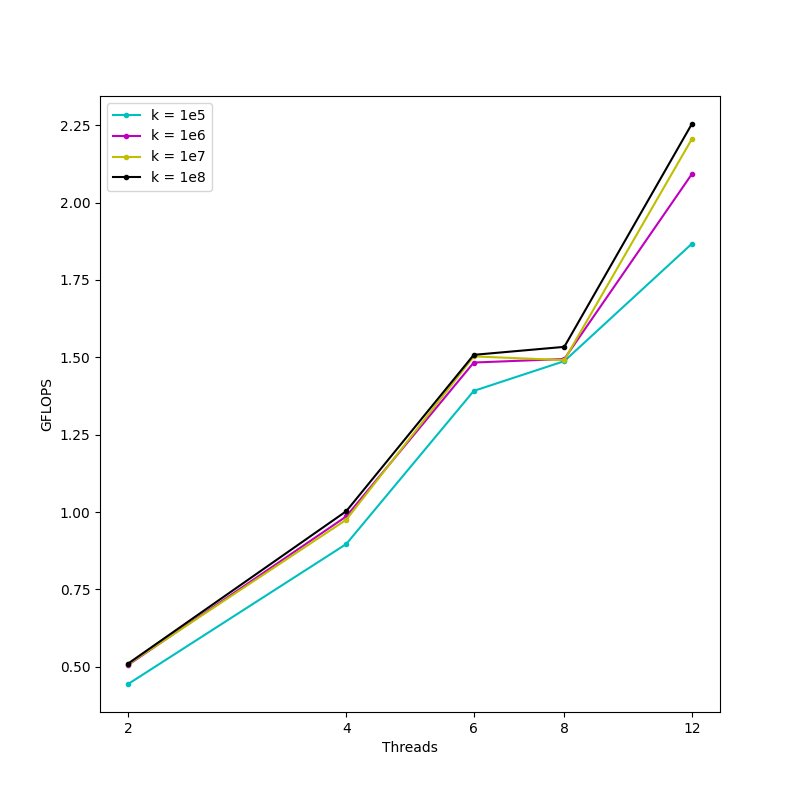 k = 1e5
k = 1e6
k = 1e7
k = 1e8
2.25
2.00
1.75
1.50
1.25
1.00
0.75
0.50
GFLOPS
2 4 6 8 12
Threads